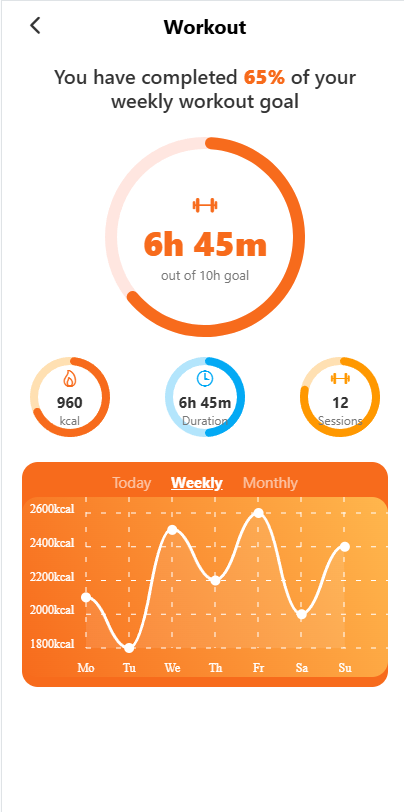 Workout
You have completed 65% of your
weekly workout goal
6h 45m
out of 10h goal
960
kcal
6h 45m
Duration
12
Sessions
Today Weekly Monthly
2600kcal
2400kcal
2200kcal
2000kcal
1800kcal
Mo Tu We Th Fr Sa Su